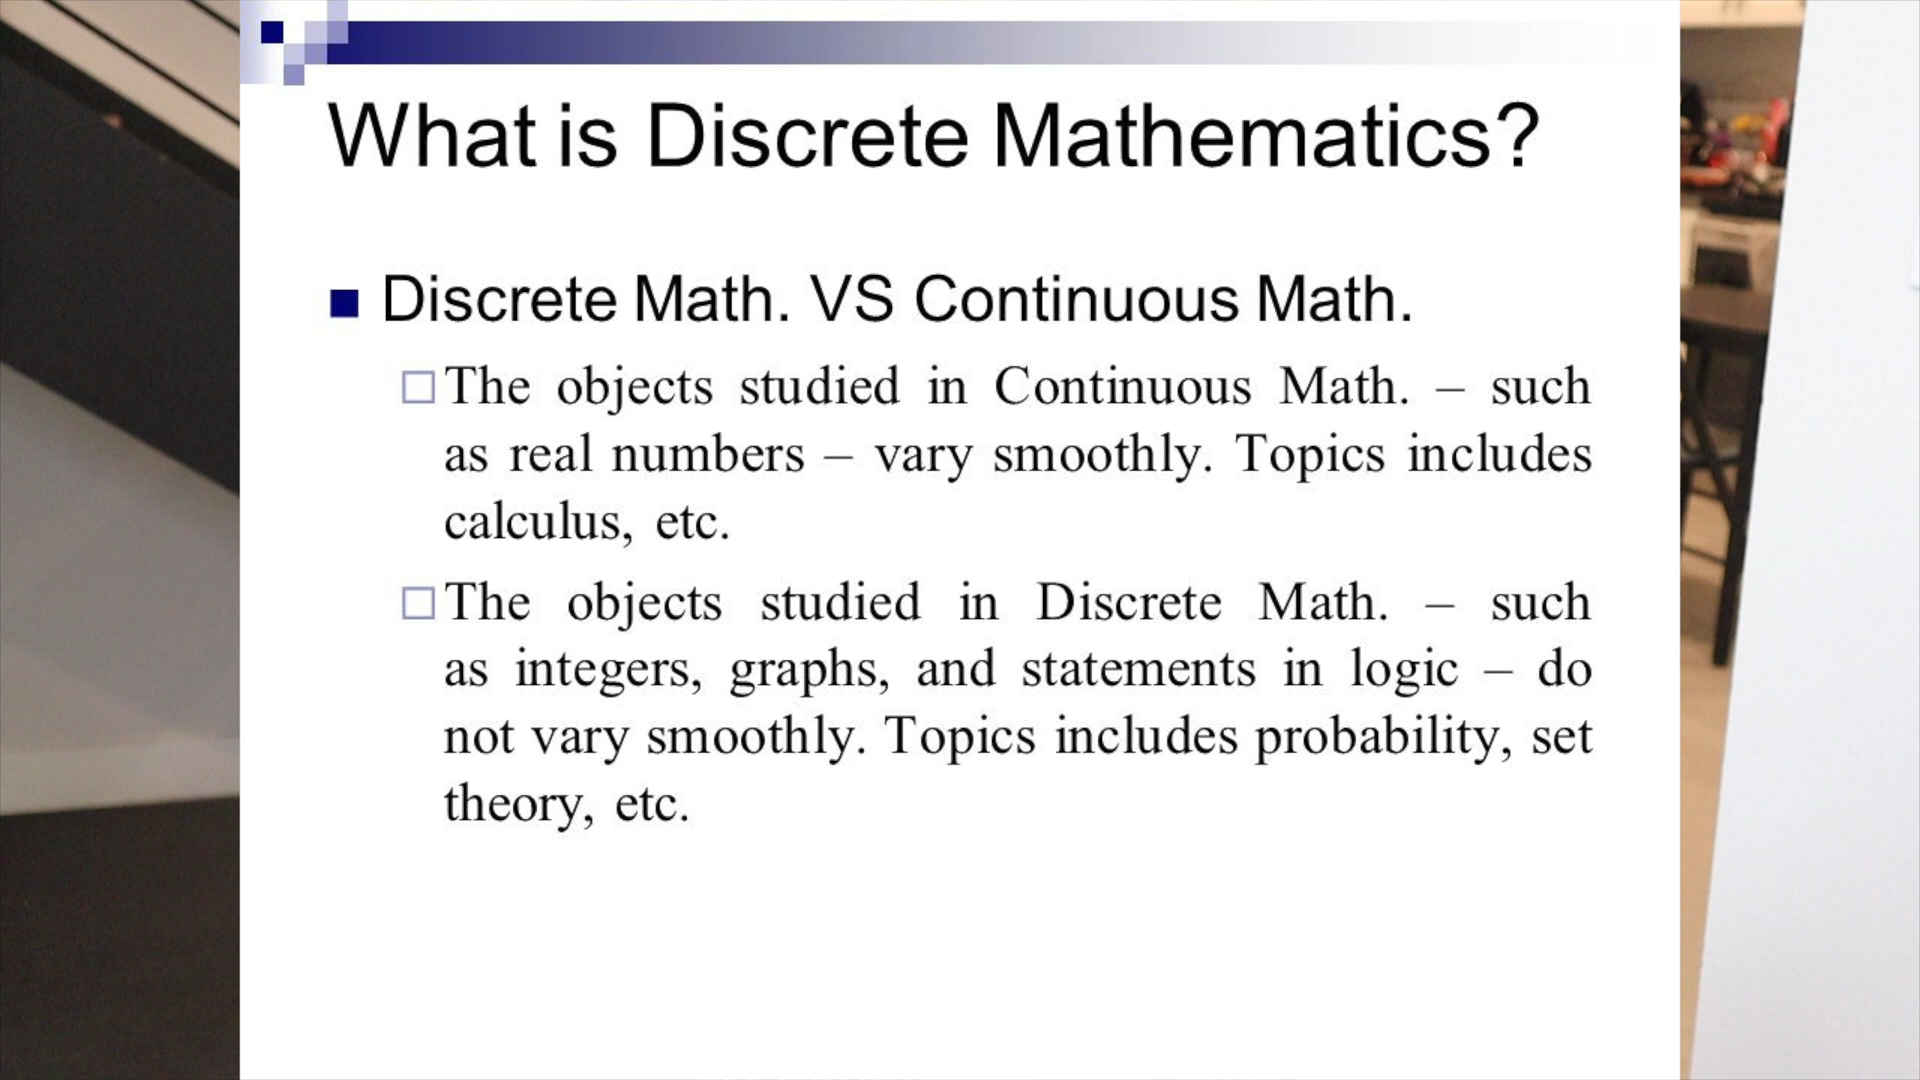 What is Discrete Mathematics?
Discrete Math. VS Continuous Math.
The objects studied in Continuous Math. – such
as real numbers – vary smoothly. Topics includes
calculus, etc.
The objects studied in Discrete Math. – such
as integers, graphs, and statements in logic – do
not vary smoothly. Topics includes probability, set
theory, etc.